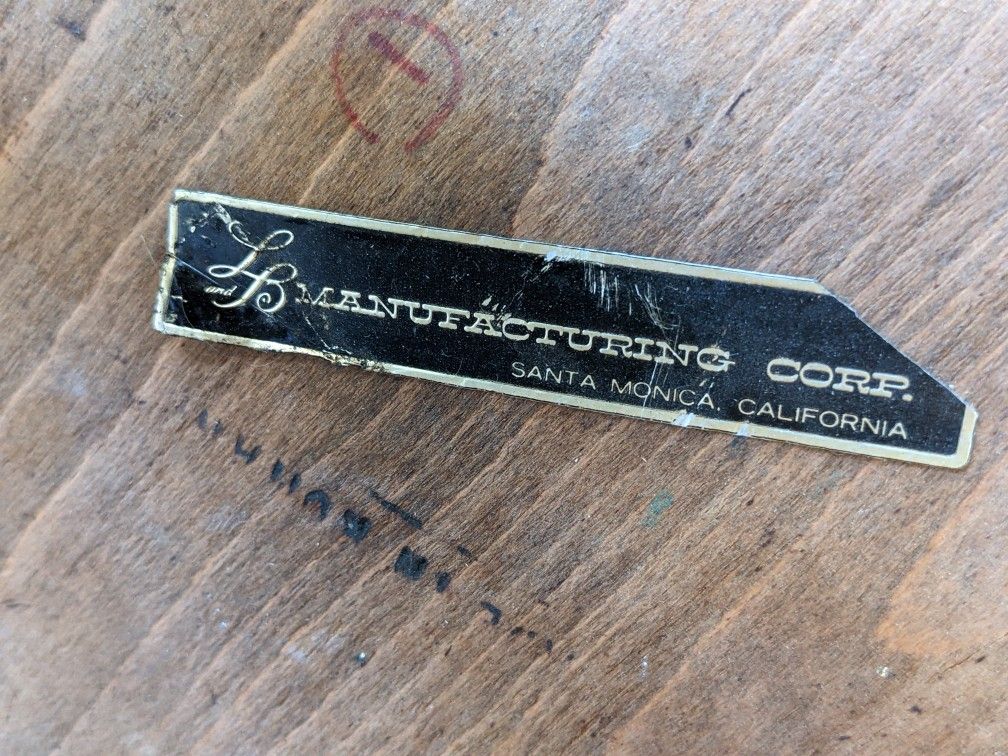 L and B MANUFACTURING CORP.
SANTA MONICA, CALIFORNIA